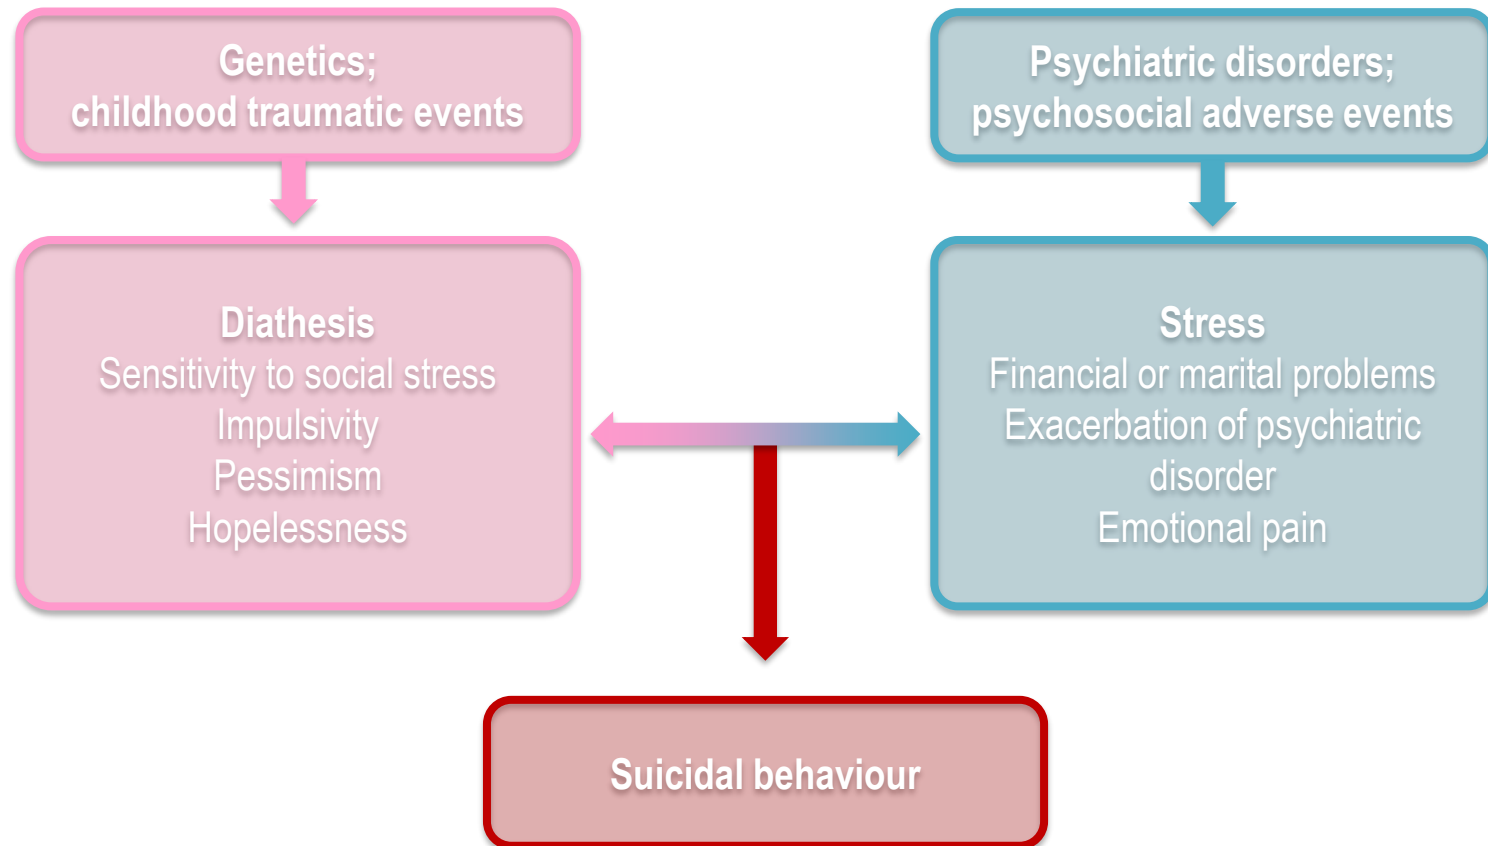 Genetics;
childhood traumatic events
Psychiatric disorders;
psychosocial adverse events
Diathesis
Sensitivity to social stress
Impulsivity
Pessimism
Hopelessness
Stress
Financial or marital problems
Exacerbation of psychiatric
disorder
Emotional pain
Suicidal behaviour